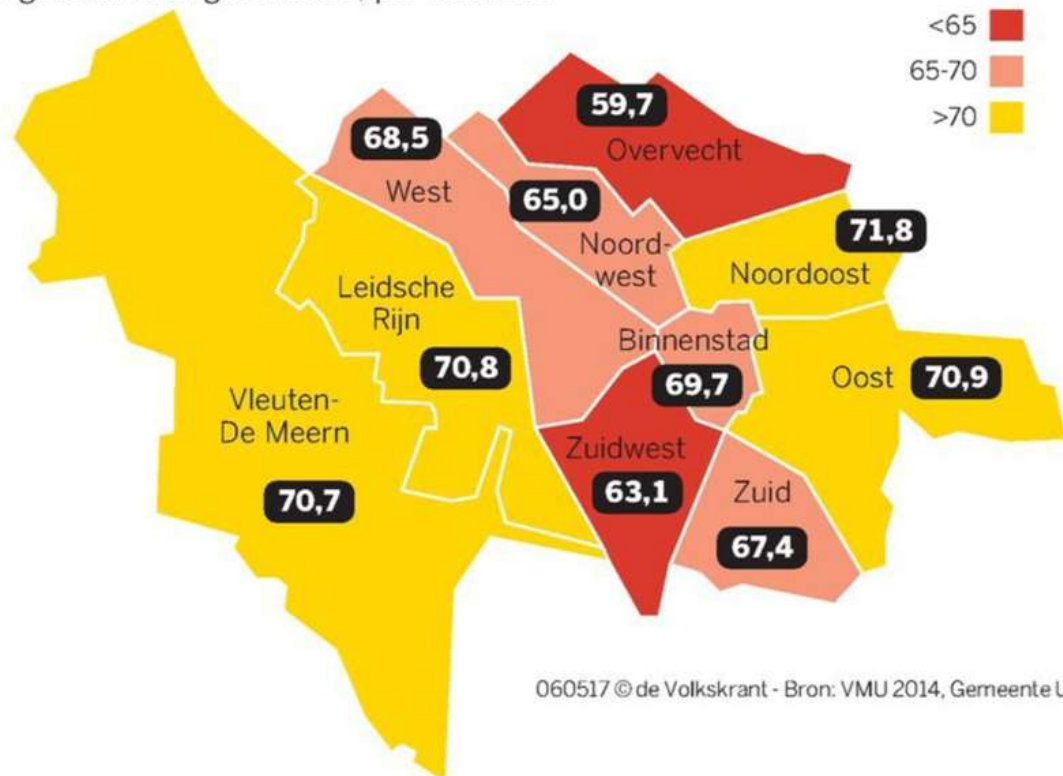 <65
65-70
>70
59,7
Overvecht
68,5
West
65,0
Noord-
west
71,8
Noordoost
Leidsche
Rijn
70,8
Binnenstad
69,7
Oost 70,9
Vleuten-
De Meern
70,7
Zuidwest
63,1
Zuid
67,4
060517 © de Volkskrant - Bron: VMU 2014, Gemeente U